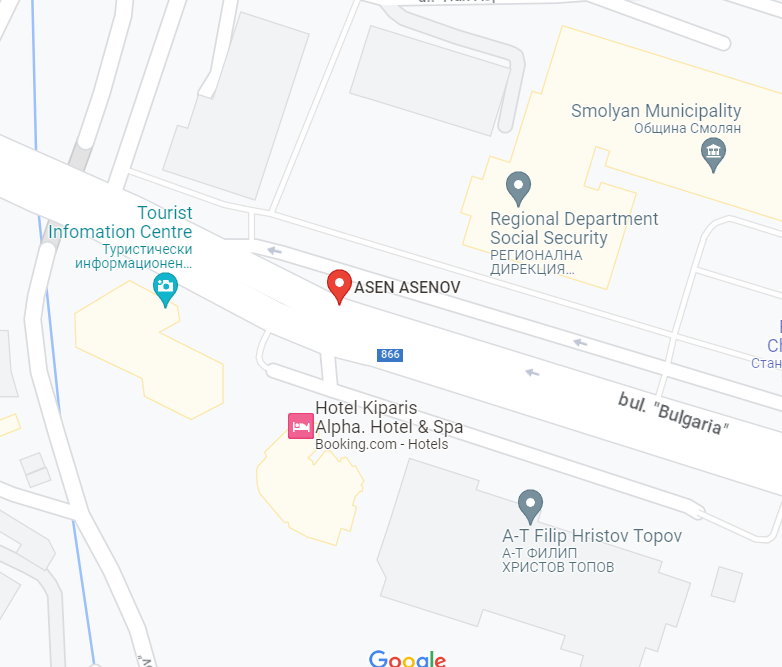 Smolyan Municipality
Община Смолян
Regional Department
Social Security
РЕГИОНАЛНА
ДИРЕКЦИЯ...
Tourist
Infomation Centre
Туристически
информационен...
ASEN ASENOV
866
bul. "Bulgaria"
Hotel Kiparis
Alpha. Hotel & Spa
Booking.com - Hotels
A-T Filip Hristov Topov
А-Т ФИЛИП
ХРИСТОВ ТОПОВ
Google